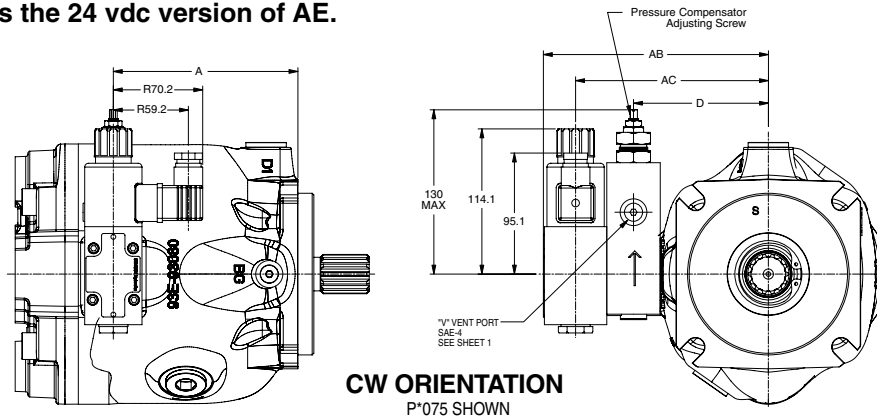 s the 24 vdc version of AE.
Pressure Compensator
Adjusting Screw
A
R70.2
R59.2
AB
AC
D
130
MAX
114.1
95.1
D1
S
BG
"V" VENT PORT
SAE-4
SEE SHEET 1
CW ORIENTATION
P*075 SHOWN